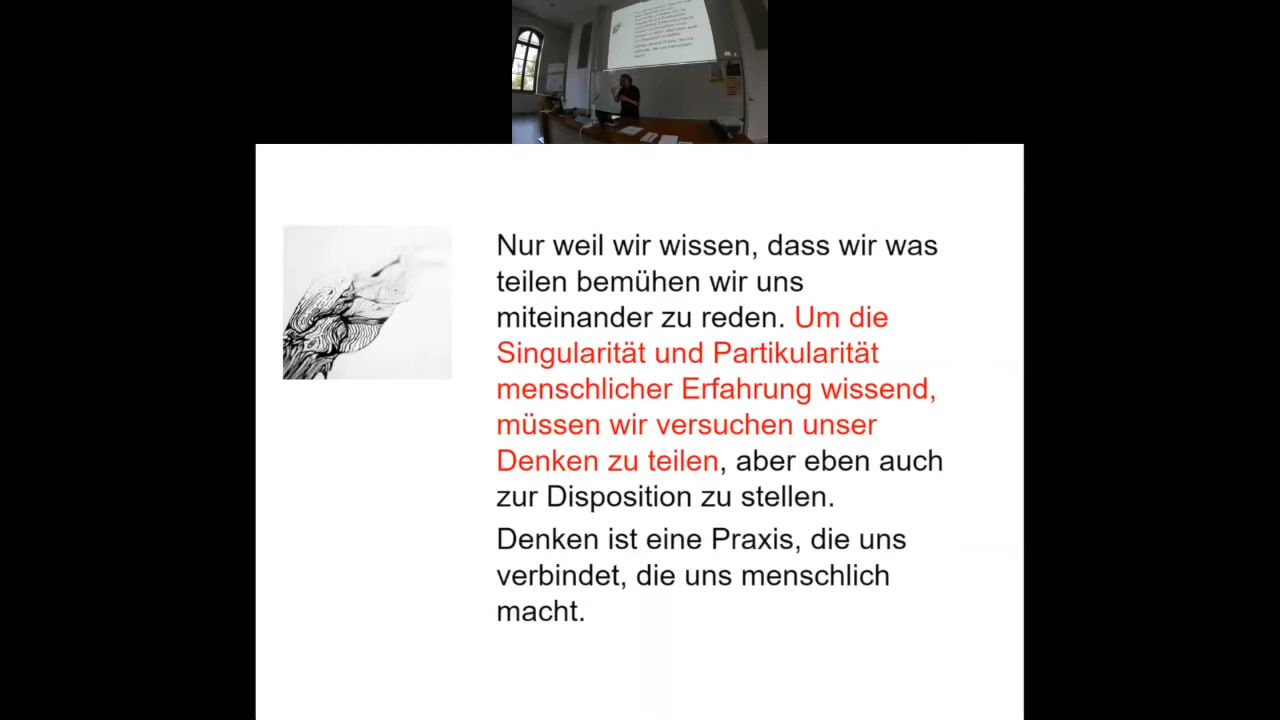 Nur weil wir wissen, dass wir was
teilen bemühen wir uns
miteinander zu reden. Um die
Singularität und Partikularität
menschlicher Erfahrung wissend,
müssen wir versuchen unser
Denken zu teilen, aber eben auch
zur Disposition zu stellen.
Denken ist eine Praxis, die uns
verbindet, die uns menschlich
macht.